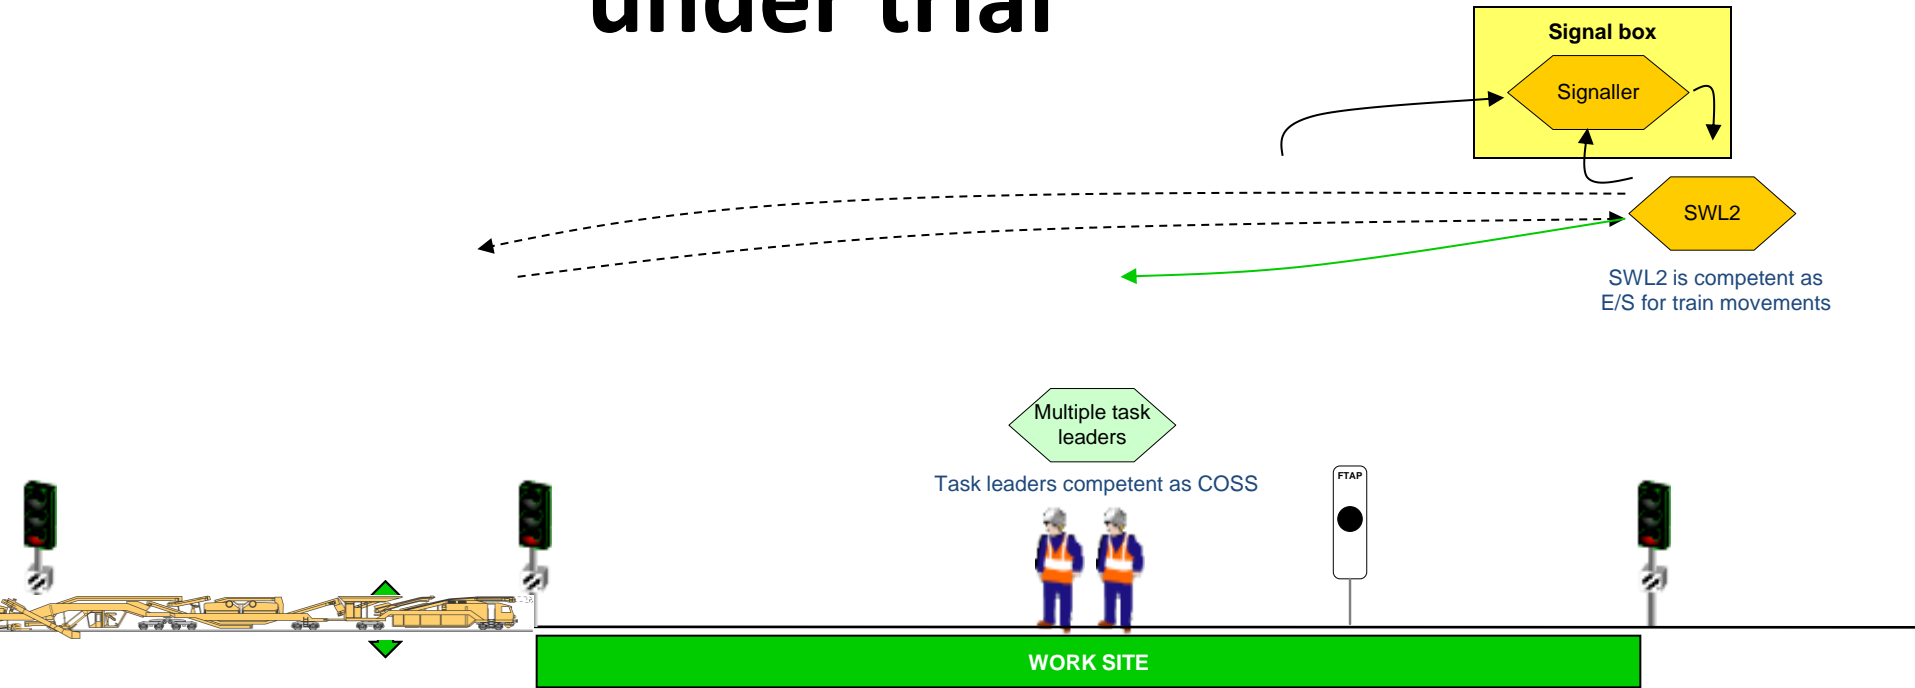 under trial
Signal box
Signaller
SWL2
SWL2 is competent as
E/S for train movements
Multiple task
leaders
Task leaders competent as COSS
FTAP
WORK SITE